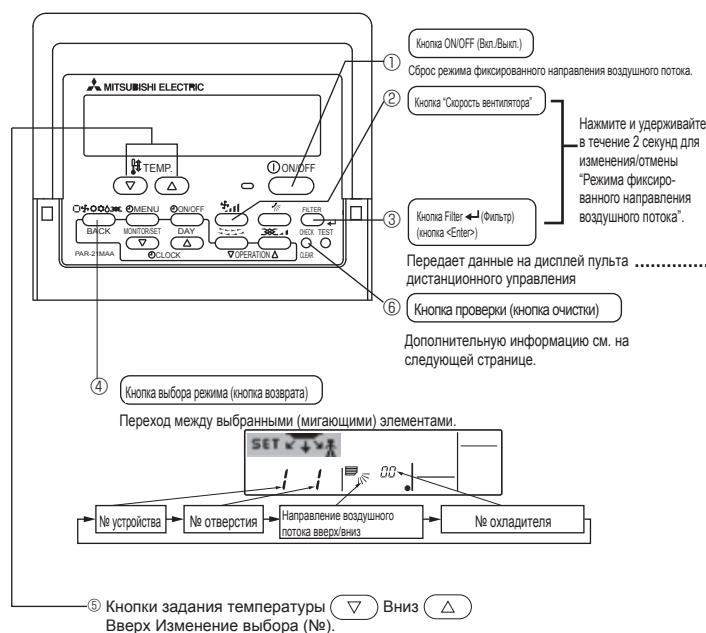 ① Кнопка ON/OFF (Вкл./Выкл.)
Сброс режима фиксированного направления воздушного потока.
② Кнопка “Скорость вентилятора”
Нажмите и удерживайте
в течение 2 секунд для
изменения/отмены
“Режима фиксиро-
ванного направления
воздушного потока”.
③ Кнопка Filter ↵ (Фильтр)
(кнопка <Enter>)
Передает данные на дисплей пульта
дистанционного управления
⑥ Кнопка проверки (кнопка очистки)
Дополнительную информацию см. на
следующей странице.
MITSUBISHI ELECTRIC
TEMP. ON/OFF
▽ △
MENU ON/OFF FILTER
BACK MONITOR/SET DAY CHECK TEST
▽ △
PAR-21MAA CLOCK ▽ OPERATION △ CLEAR
④ Кнопка выбора режима (кнопка возврата)
Переход между выбранными (мигающими) элементами.
SET
1 1 00
№ устройства
№ отверстия
Направление воздушного
потока вверх/вниз
№ охладителя
⑤ Кнопки задания температуры ▽ Вниз △
Вверх Изменение выбора (№).